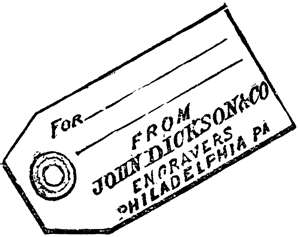 FOR
FROM
JOHN DICKSON & CO
ENGRAVERS
PHILADELPHIA PA